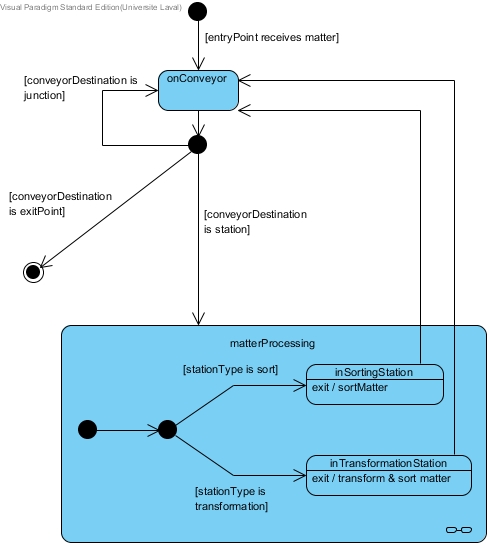 Visual Paradigm Standard Edition(Universite Laval)
[entryPoint receives matter]
onConveyor
[conveyorDestination is
junction]
[conveyorDestination
is exitPoint]
[conveyorDestination
is station]
matterProcessing
[stationType is sort]
inSortingStation
exit / sortMatter
inTransformationStation
exit / transform & sort matter
[stationType is
transformation]